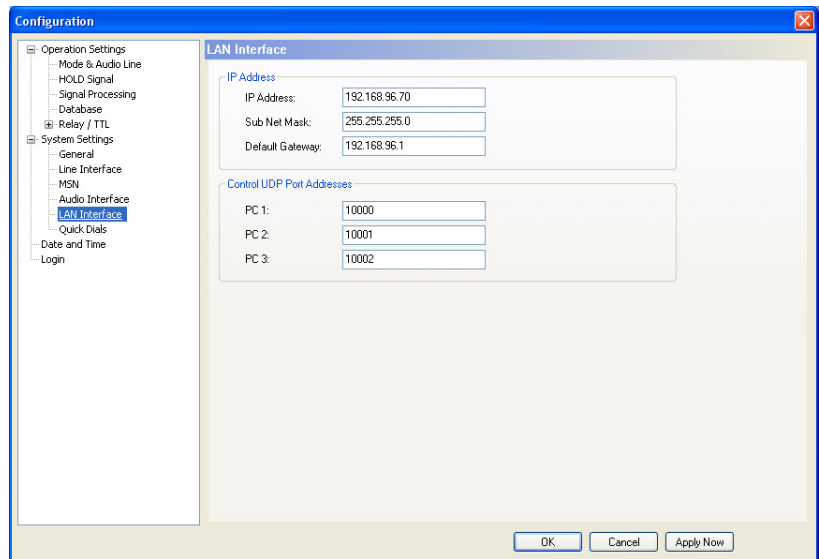 Configuration
Operation Settings
Mode & Audio Line
HOLD Signal
Signal Processing
Database
Relay / TTL
System Settings
General
Line Interface
MSN
Audio Interface
LAN Interface
Quick Dials
Date and Time
Login
LAN Interface
IP Address
IP Address: 192.168.96.70
Sub Net Mask: 255.255.255.0
Default Gateway: 192.168.96.1
Control UDP Port Addresses
PC 1: 10000
PC 2: 10001
PC 3: 10002
OK Cancel Apply Now